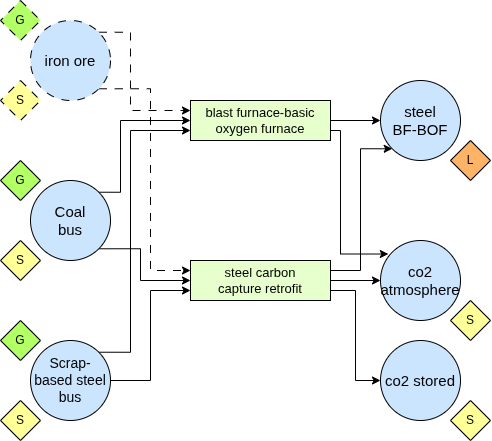 G
iron ore
S
blast furnace-basic
oxygen furnace
steel
BF-BOF
L
G
Coal
bus
S
steel carbon
capture retrofit
co2
atmosphere
S
G
Scrap-
based steel
bus
S
co2 stored
S